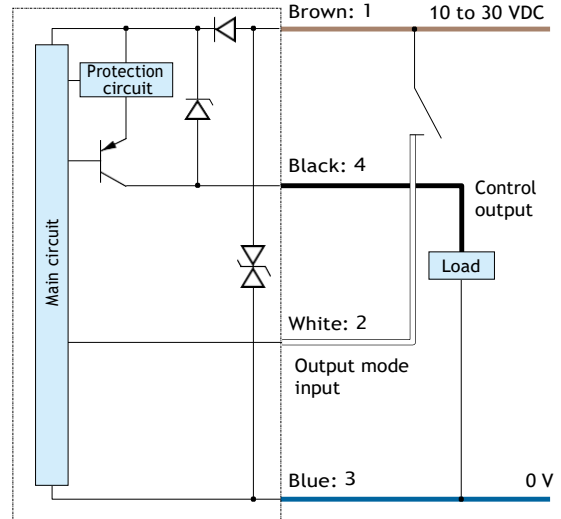 Brown: 1
10 to 30 VDC
Protection
circuit
Black: 4
Control
output
Main circuit
Load
White: 2
Output mode
input
Blue: 3
0 V